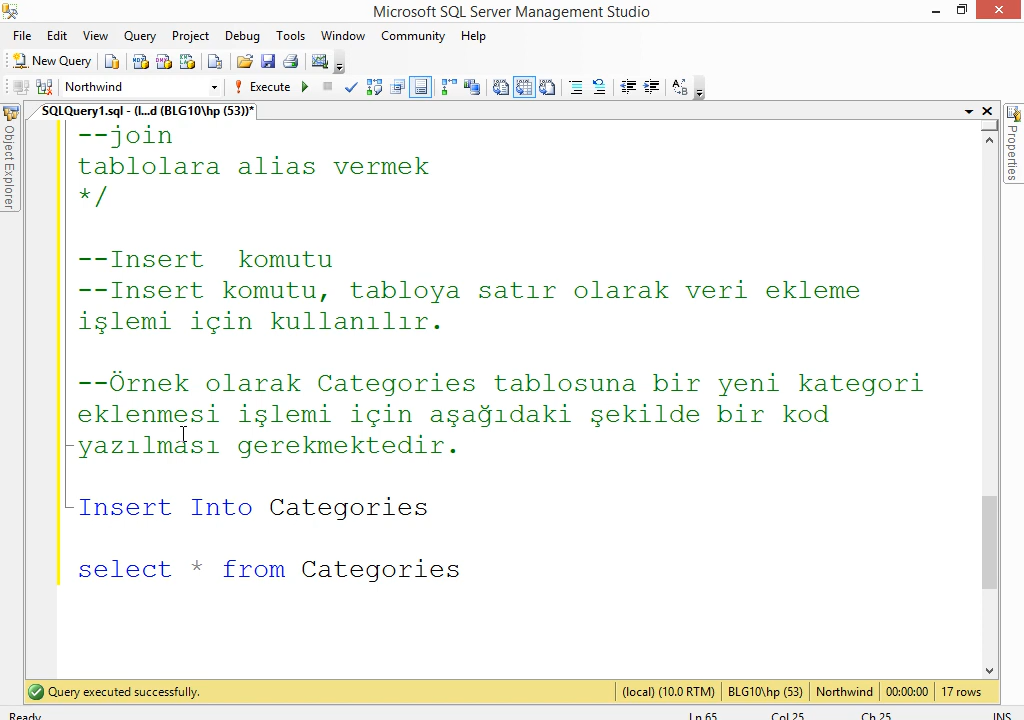 Microsoft SQL Server Management Studio
File Edit View Query Project Debug Tools Window Community Help
New Query
Northwind Execute
SQLQuery1.sql - (l...d (BLG10\hp (53))*
Object Explorer
Properties
--join
tablolara alias vermek
*/
--Insert  komutu
--Insert komutu, tabloya satır olarak veri ekleme
işlemi için kullanılır.
--Örnek olarak Categories tablosuna bir yeni kategori
eklenmesi işlemi için aşağıdaki şekilde bir kod
yazılması gerekmektedir.
Insert Into Categories
select * from Categories
Query executed successfully. (local) (10.0 RTM) BLG10\hp (53) Northwind 00:00:00 17 rows
Ready Ln 65 Col 25 Ch 25 INS